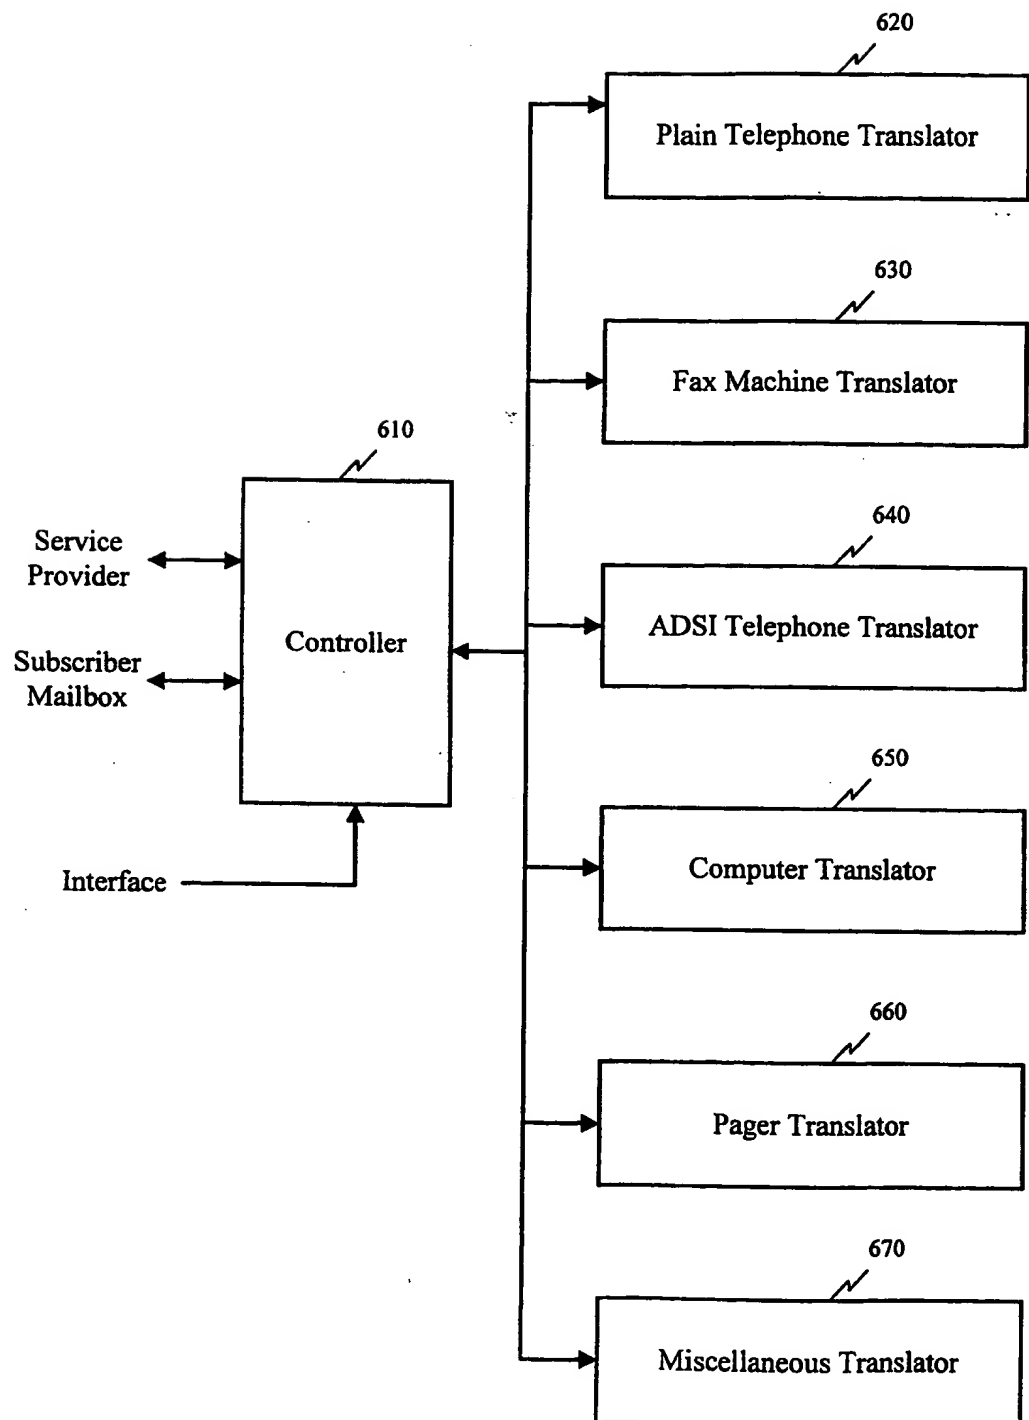 620
Plain Telephone Translator
630
Fax Machine Translator
610
Service
Provider
Controller
Subscriber
Mailbox
Interface
640
ADSI Telephone Translator
650
Computer Translator
660
Pager Translator
670
Miscellaneous Translator